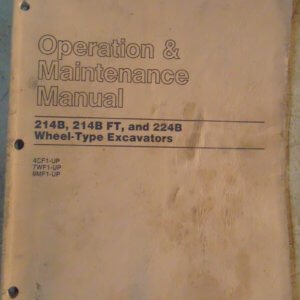 Operation &
Maintenance
Manual
214B, 214B FT, and 224B
Wheel-Type Excavators
4CF1-UP
7WF1-UP
8MF1-UP